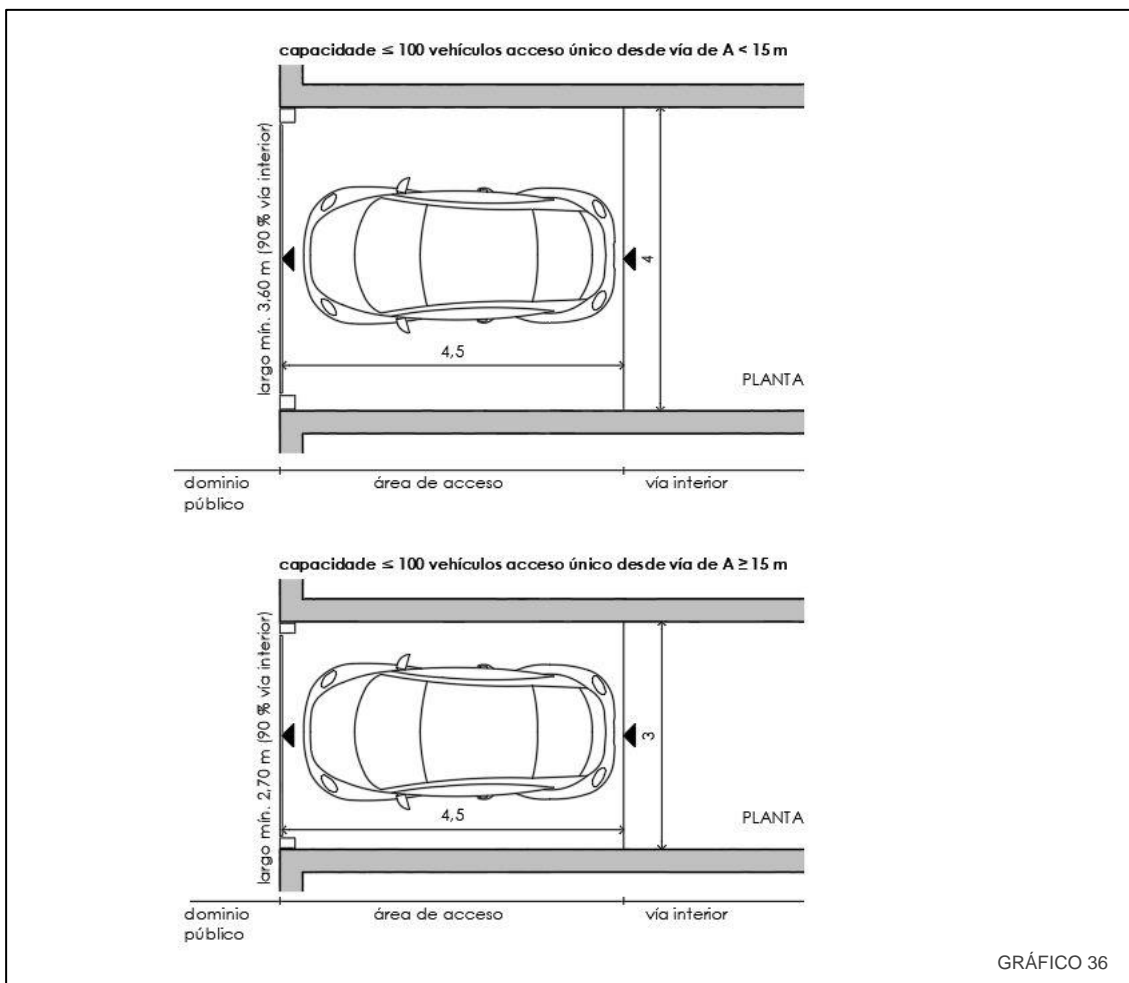 capacidade ≤ 100 vehículos acceso único desde vía de A < 15 m
largo mín. 3,60 m (90 % vía interior)
4
4,5
PLANTA
dominio
público
área de acceso
vía interior
capacidade ≤ 100 vehículos acceso único desde vía de A ≥ 15 m
largo mín. 2,70 m (90 % vía interior)
3
4,5
PLANTA
dominio
público
área de acceso
vía interior
GRÁFICO 36